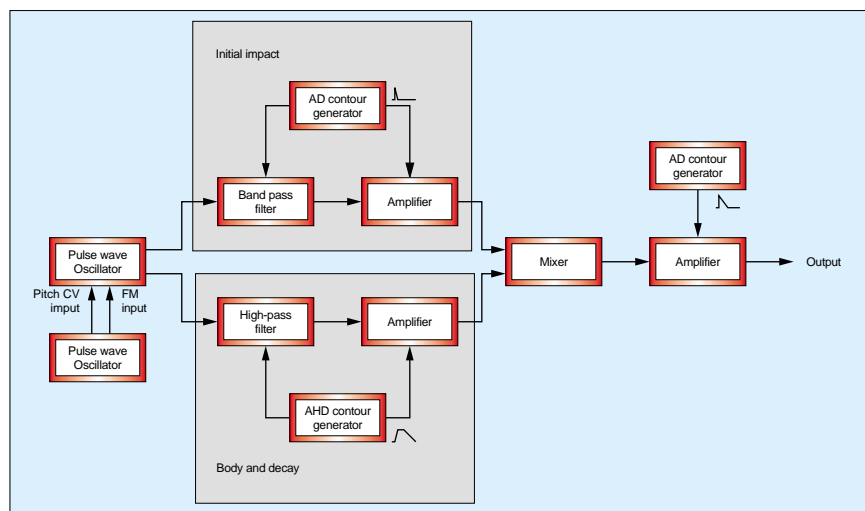 Initial impact
AD contour
generator
Band pass
filter
Amplifier
AD contour
generator
Pulse wave
Oscillator
Mixer
Amplifier
Output
Pitch CV
imput
FM
input
High-pass
filter
Amplifier
Pulse wave
Oscillator
AHD contour
generator
Body and decay